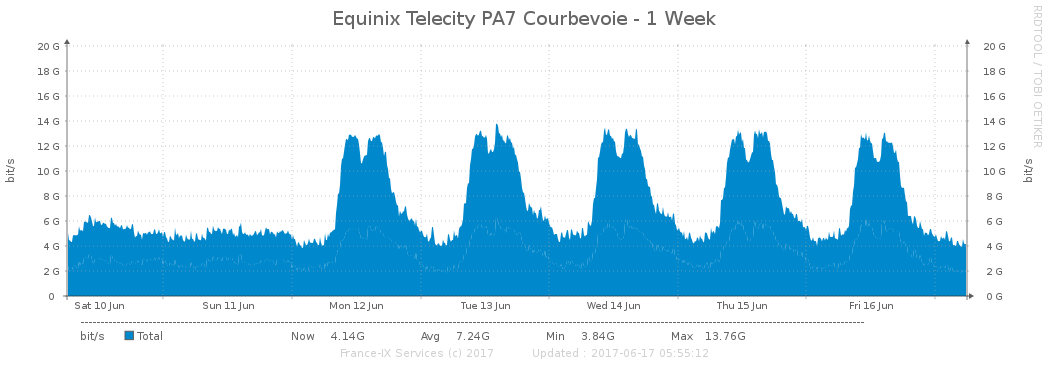 Equinix Telecity PA7 Courbevoie - 1 Week
RRDTOOL / TOBI OETIKER
bit/s
bit/s
20 G 20 G
18 G 18 G
16 G 16 G
14 G 14 G
12 G 12 G
10 G 10 G
8 G 8 G
6 G 6 G
4 G 4 G
2 G 2 G
0 0 G
Sat 10 Jun Sun 11 Jun Mon 12 Jun Tue 13 Jun Wed 14 Jun Thu 15 Jun Fri 16 Jun
bit/s Total Now 4.14G Avg 7.24G Min 3.84G Max 13.76G
France-IX Services (c) 2017 Updated : 2017-06-17 05:55:12